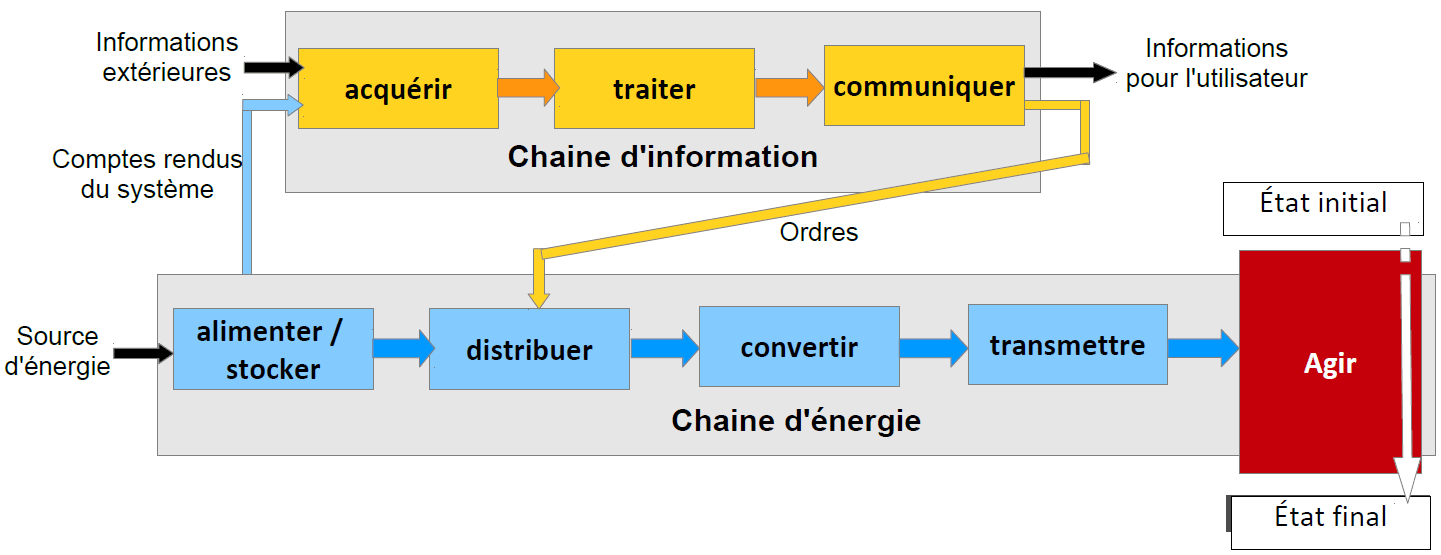 Informations
extérieures
acquérir
traiter
communiquer
Informations
pour l'utilisateur
Chaine d'information
Comptes rendus
du système
Ordres
État initial
Source
d'énergie
alimenter /
stocker
distribuer
convertir
transmettre
Agir
Chaine d'énergie
État final